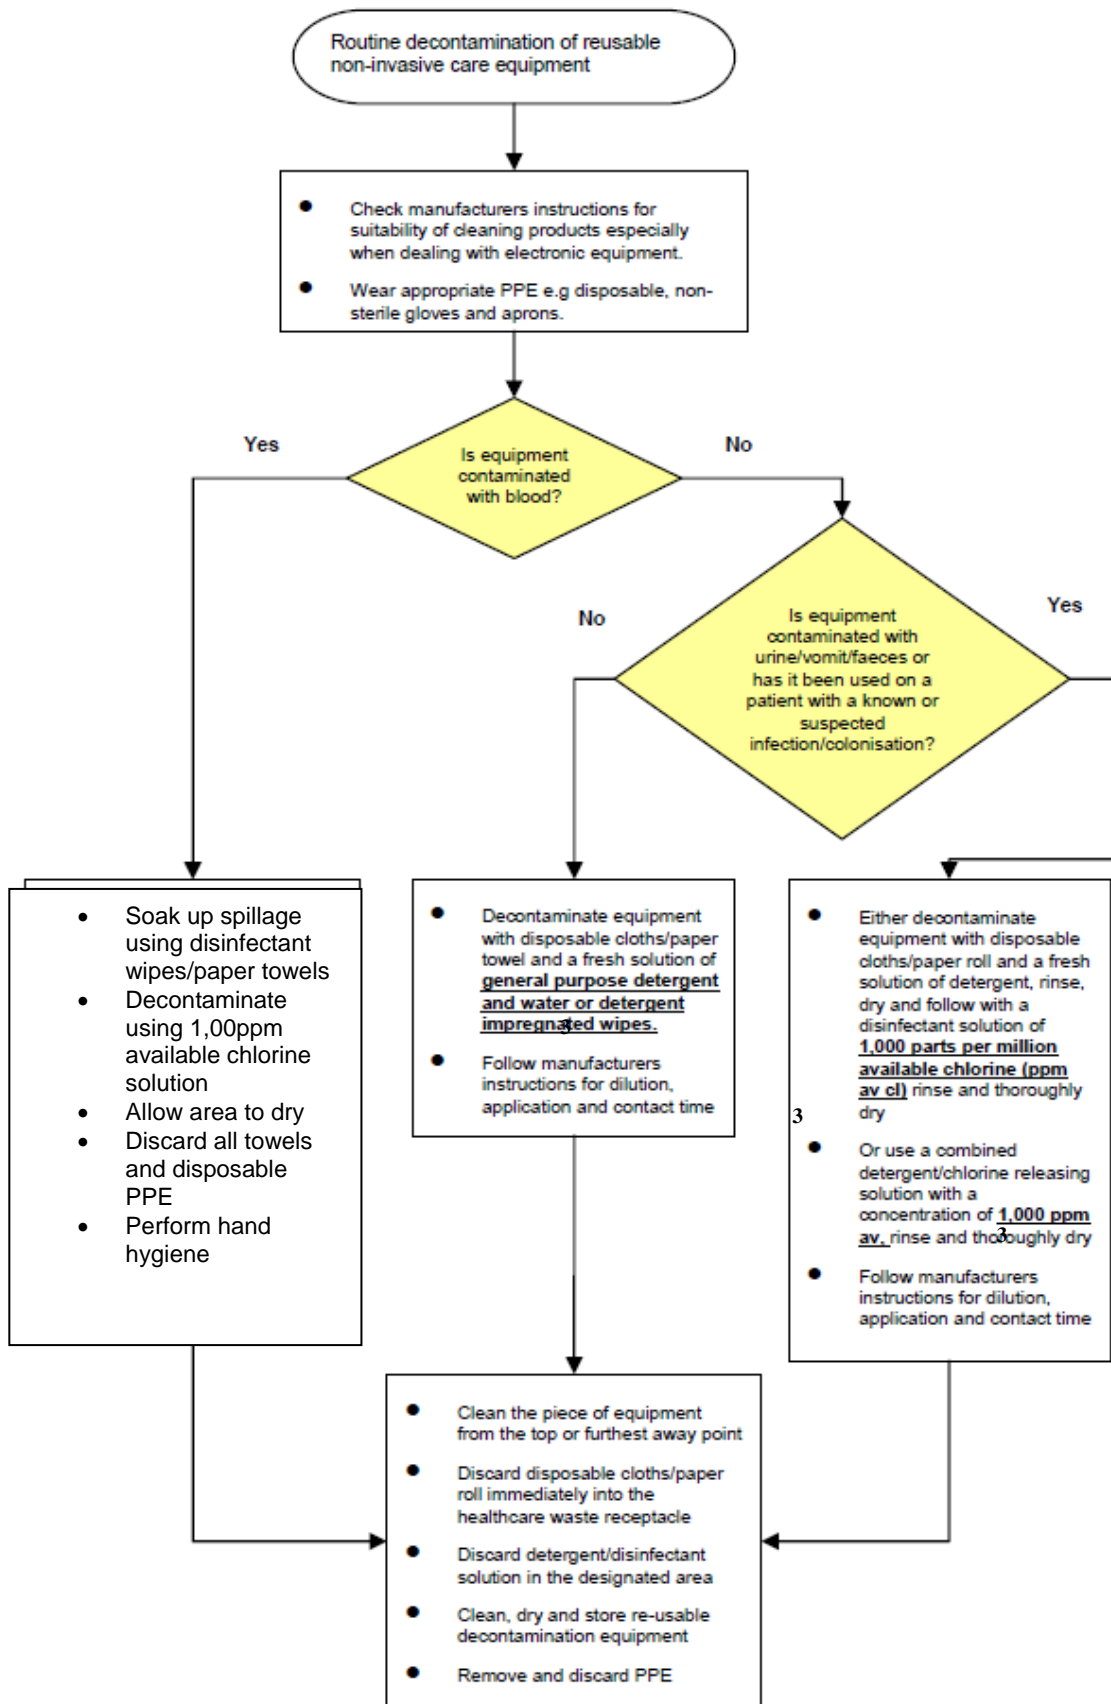 Routine decontamination of reusable
non-invasive care equipment
● Check manufacturers instructions for
suitability of cleaning products especially
when dealing with electronic equipment.
● Wear appropriate PPE e.g disposable, non-
sterile gloves and aprons.
Yes
No
Is equipment
contaminated
with blood?
No
Yes
Is equipment
contaminated with
urine/vomit/faeces or
has it been used on a
patient with a known or
suspected
infection/colonisation?
• Soak up spillage
using disinfectant
wipes/paper towels
• Decontaminate
using 1,00ppm
available chlorine
solution
• Allow area to dry
• Discard all towels
and disposable
PPE
• Perform hand
hygiene
● Decontaminate equipment
with disposable cloths/paper
towel and a fresh solution of
general purpose detergent
and water or detergent
impregnated wipes.
3
● Follow manufacturers
instructions for dilution,
application and contact time
● Either decontaminate
equipment with disposable
cloths/paper roll and a fresh
solution of detergent, rinse,
dry and follow with a
disinfectant solution of
1,000 parts per million
available chlorine (ppm
av cl) rinse and thoroughly
dry
3
● Or use a combined
detergent/chlorine releasing
solution with a
concentration of 1,000 ppm
av, rinse and thoroughly dry
3
● Follow manufacturers
instructions for dilution,
application and contact time
● Clean the piece of equipment
from the top or furthest away point
● Discard disposable cloths/paper
roll immediately into the
healthcare waste receptacle
● Discard detergent/disinfectant
solution in the designated area
● Clean, dry and store re-usable
decontamination equipment
● Remove and discard PPE